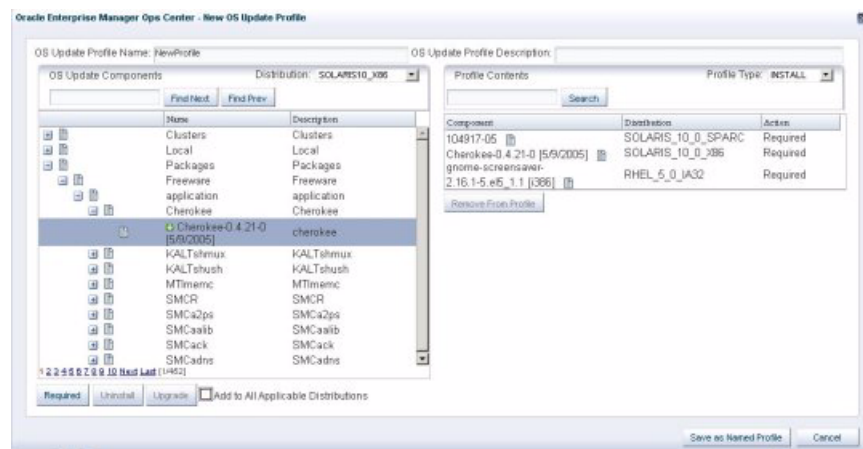 Oracle Enterprise Manager Ops Center - New OS Update Profile
OS Update Profile Name: NewProfile OS Update Profile Description:
OS Update Components Distribution: SOLARIS10_X86
Find Next Find Prev
Name Description
Clusters Clusters
Local Local
Packages Packages
Freeware Freeware
application application
Cherokee Cherokee
Cherokee-0.4.21-0 cherokee
[5/9/2005]
KALTshmux KALTshmux
KALTshush KALTshush
MTImemc MTImemc
SMCR SMCR
SMCa2ps SMCa2ps
SMCaalib SMCaalib
SMCack SMCack
SMCadns SMCadns
1 2 3 4 5 6 7 8 9 10 Next Last [1/452]
Required Uninstall Upgrade Add to All Applicable Distributions
Profile Contents Profile Type: INSTALL
Search
Component Distribution Action
104917-05 SOLARIS_10_0_SPARC Required
Cherokee-0.4.21-0 [5/9/2005] SOLARIS_10_0_X86 Required
gnome-screensaver-
2.16.1-5.el5_1.1 [i386] RHEL_5_0_IA32 Required
Remove From Profile
Save as Named Profile Cancel